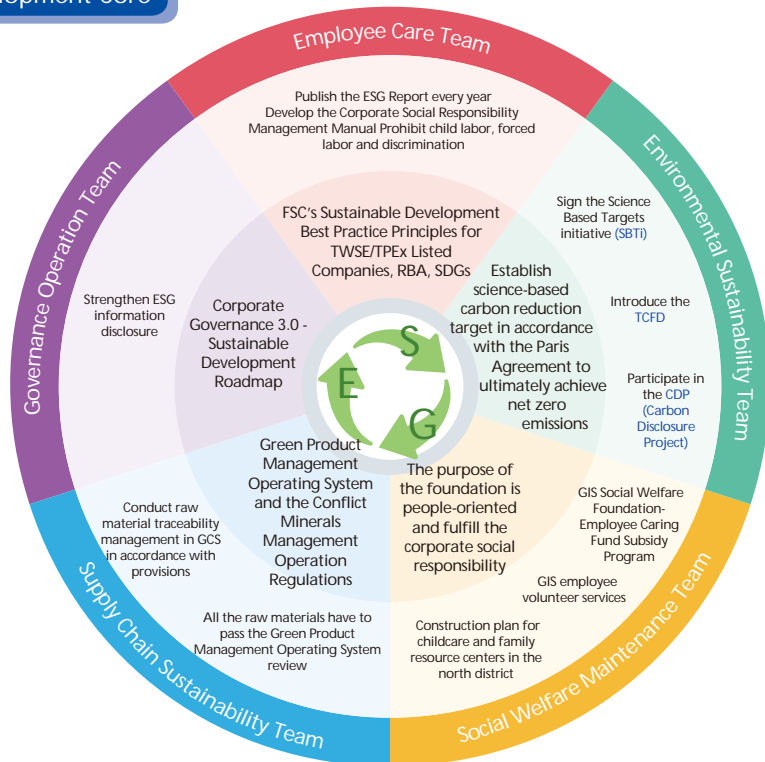 Employee Care Team
Publish the ESG Report every year
Develop the Corporate Social Responsibility
Management Manual Prohibit child labor, forced
labor and discrimination
FSC's Sustainable Development
Best Practice Principles for
TWSE/TPEx Listed
Companies, RBA, SDGs
Environmental Sustainability Team
Sign the Science
Based Targets
initiative (SBTi)
Introduce the
TCFD
Participate in
the CDP
(Carbon
Disclosure
Project)
Establish
science-based
carbon reduction
target in accordance
with the Paris
Agreement to
ultimately achieve
net zero
emissions
Social Welfare Maintenance Team
GIS Social Welfare
Foundation-
Employee Caring
Fund Subsidy
Program
GIS employee
volunteer services
Construction plan for
childcare and family
resource centers in the
north district
The purpose of
the foundation is
people-oriented
and fulfill the
corporate social
responsibility
Supply Chain Sustainability Team
Conduct raw
material traceability
management in GCS
in accordance with
provisions
All the raw materials have to
pass the Green Product
Management Operating System
review
Green Product
Management
Operating System
and the Conflict
Minerals
Management
Operation
Regulations
Governance Operation Team
Strengthen ESG
information
disclosure
Corporate
Governance 3.0 -
Sustainable
Development
Roadmap
E
S
G